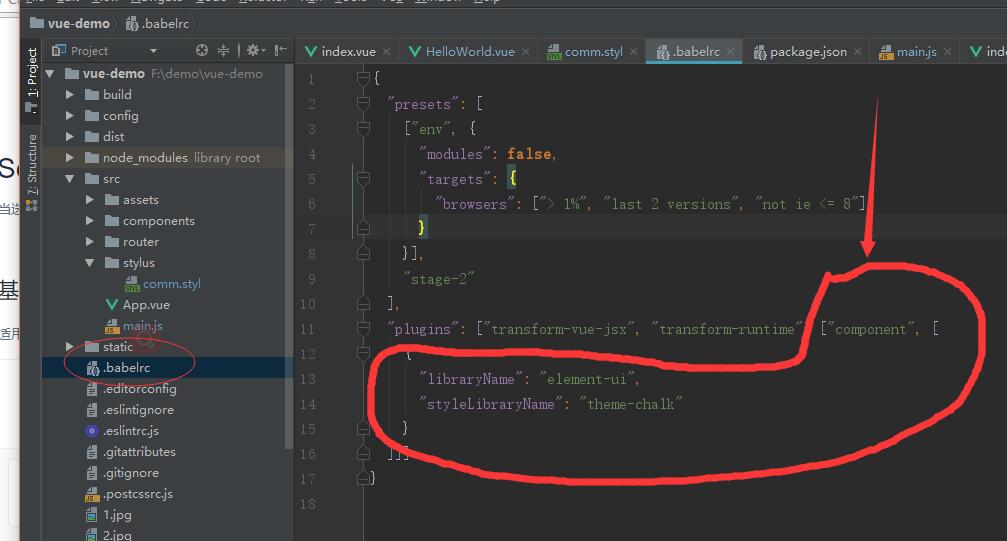 vue-demo .babelrc
Project
index.vue HelloWorld.vue comm.styl .babelrc package.json main.js ind
1: Project
7: Structure
vue-demo F:\demo\vue-demo
build
config
dist
node_modules library root
src
assets
components
router
stylus
comm.styl
App.vue
main.js
static
.babelrc
.editorconfig
.eslintignore
.eslintrc.js
.gitattributes
.gitignore
.postcssrc.js
1.jpg
2.jpg
1 {
2 "presets": [
3 ["env", {
4 "modules": false,
5 "targets": {
6 "browsers": ["> 1%", "last 2 versions", "not ie <= 8"]
7 }
8 }],
9 "stage-2"
10 ],
11 "plugins": ["transform-vue-jsx", "transform-runtime" ["component", [
12 {
13 "libraryName": "element-ui",
14 "styleLibraryName": "theme-chalk"
15 }
16 ]]]
17 }
18